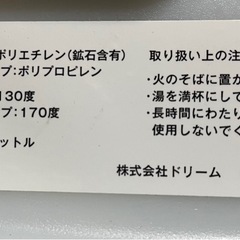 ポリエチレン(鉱石含有)
プ:ポリプロピレン
130度
プ:170度
ットル
取り扱い上の注
・火のそばに置か
・湯を満杯にして
・長時間にわたり
使用しないでく
株式会社ドリーム